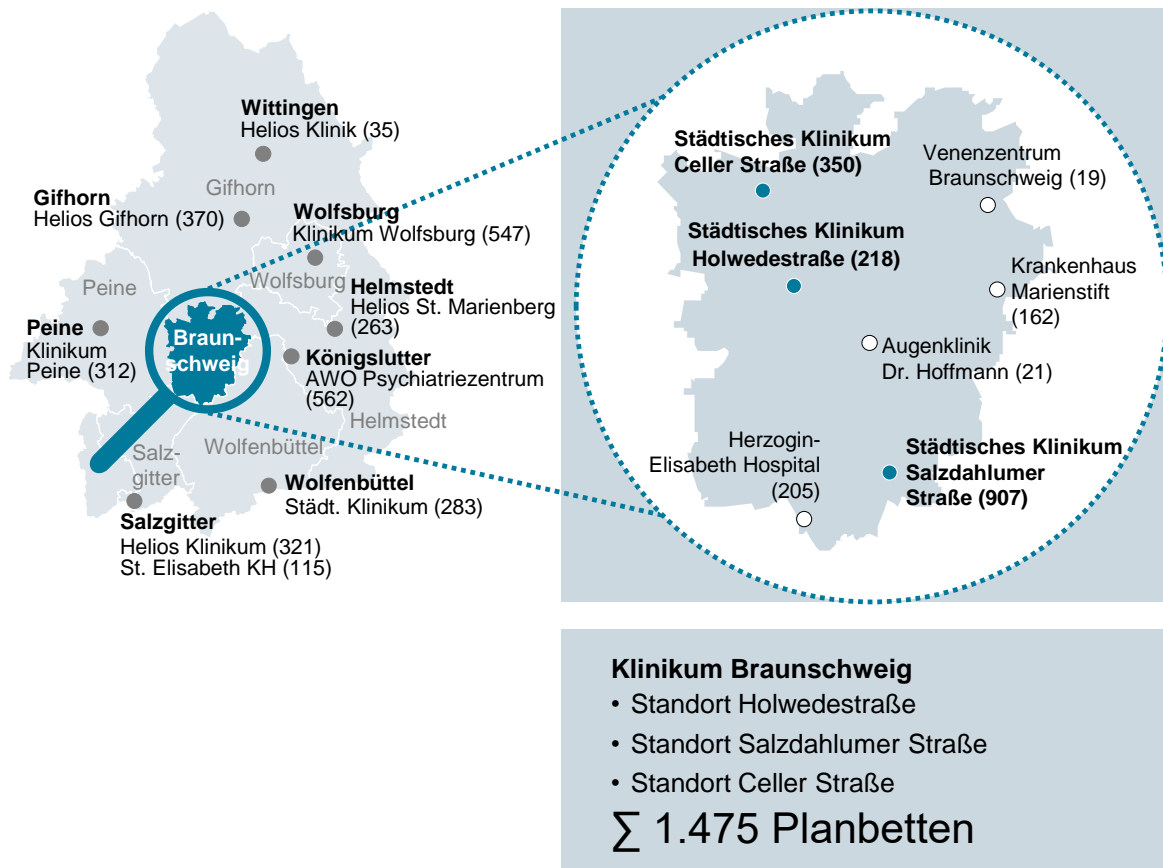 Wittingen
Helios Klinik (35)
Gifhorn
Gifhorn
Helios Gifhorn (370)
Wolfsburg
Klinikum Wolfsburg (547)
Wolfsburg
Peine
Helmstedt
Helios St. Marienberg
(263)
Peine
Klinikum
Peine (312)
Braun-
schweig
Königslutter
AWO Psychiatriezentrum
(562)
Helmstedt
Wolfenbüttel
Salz-
gitter
Wolfenbüttel
Städt. Klinikum (283)
Salzgitter
Helios Klinikum (321)
St. Elisabeth KH (115)
Städtisches Klinikum
Celler Straße (350)
Venenzentrum
Braunschweig (19)
Städtisches Klinikum
Holwedestraße (218)
Krankenhaus
Marienstift
(162)
Augenklinik
Dr. Hoffmann (21)
Herzogin-
Elisabeth Hospital
(205)
Städtisches Klinikum
Salzdahlumer
Straße (907)
Klinikum Braunschweig
• Standort Holwedestraße
• Standort Salzdahlumer Straße
• Standort Celler Straße
∑ 1.475 Planbetten